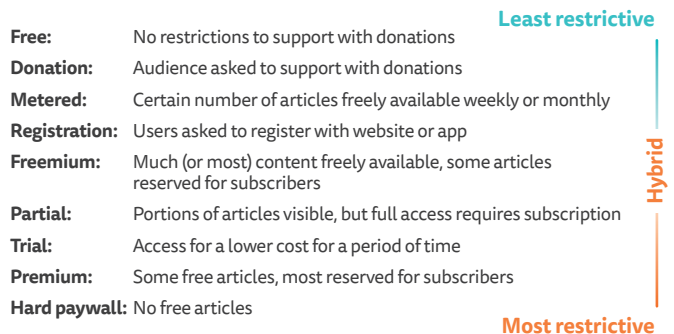 Least restrictive
Free: No restrictions to support with donations
Donation: Audience asked to support with donations
Metered: Certain number of articles freely available weekly or monthly
Registration: Users asked to register with website or app
Freemium: Much (or most) content freely available, some articles
reserved for subscribers
Hybrid
Partial: Portions of articles visible, but full access requires subscription
Trial: Access for a lower cost for a period of time
Premium: Some free articles, most reserved for subscribers
Hard paywall: No free articles
Most restrictive